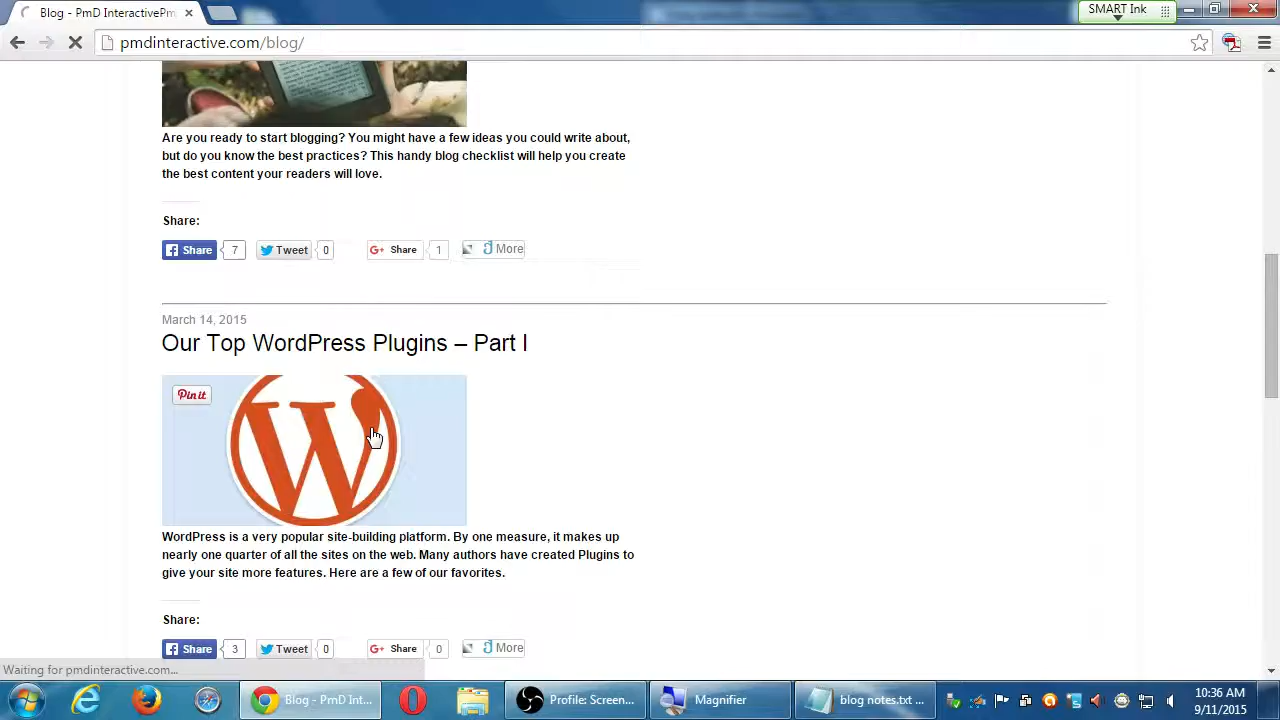 Blog - PmD InteractivePm
SMART Ink
pmdinteractive.com/blog/
Are you ready to start blogging? You might have a few ideas you could write about,
but do you know the best practices? This handy blog checklist will help you create
the best content your readers will love.
Share:
Share 7 Tweet 0 Share 1 More
March 14, 2015
Our Top WordPress Plugins – Part I
Pin it
W
WordPress is a very popular site-building platform. By one measure, it makes up
nearly one quarter of all the sites on the web. Many authors have created Plugins to
give your site more features. Here are a few of our favorites.
Share:
Share 3 Tweet 0 Share 0 More
Waiting for pmdinteractive.com...
Blog - PmD Int...
Profile: Screen...
Magnifier
blog notes.txt ...
10:36 AM
9/11/2015